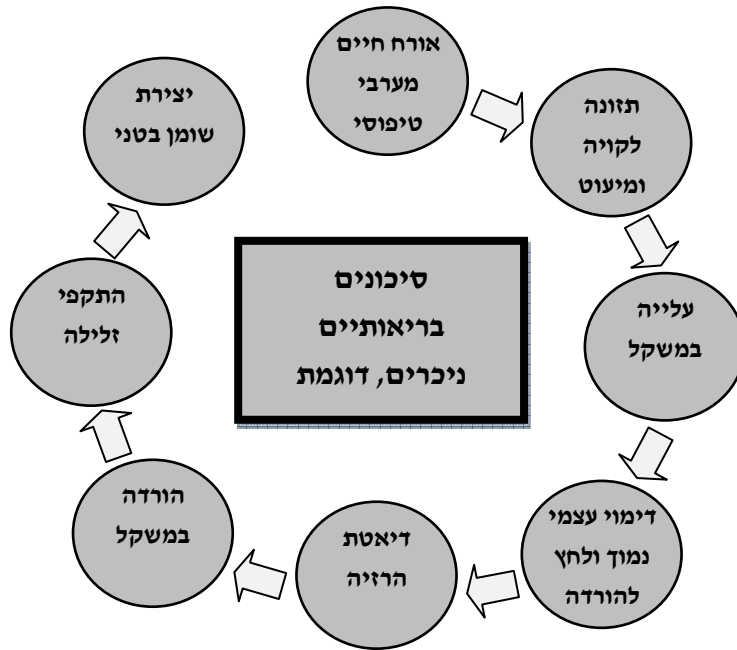 אורח חיים
מערבי
טיפוסי
תזונה
לקויה
ומיעוט
עלייה
במשקל
דימוי עצמי
נמוך ולחץ
להורדה
דיאטת
הרזיה
הורדה
במשקל
התקפי
זלילה
יצירת
שומן בטני
סיכונים
בריאותיים
ניכרים, דוגמת